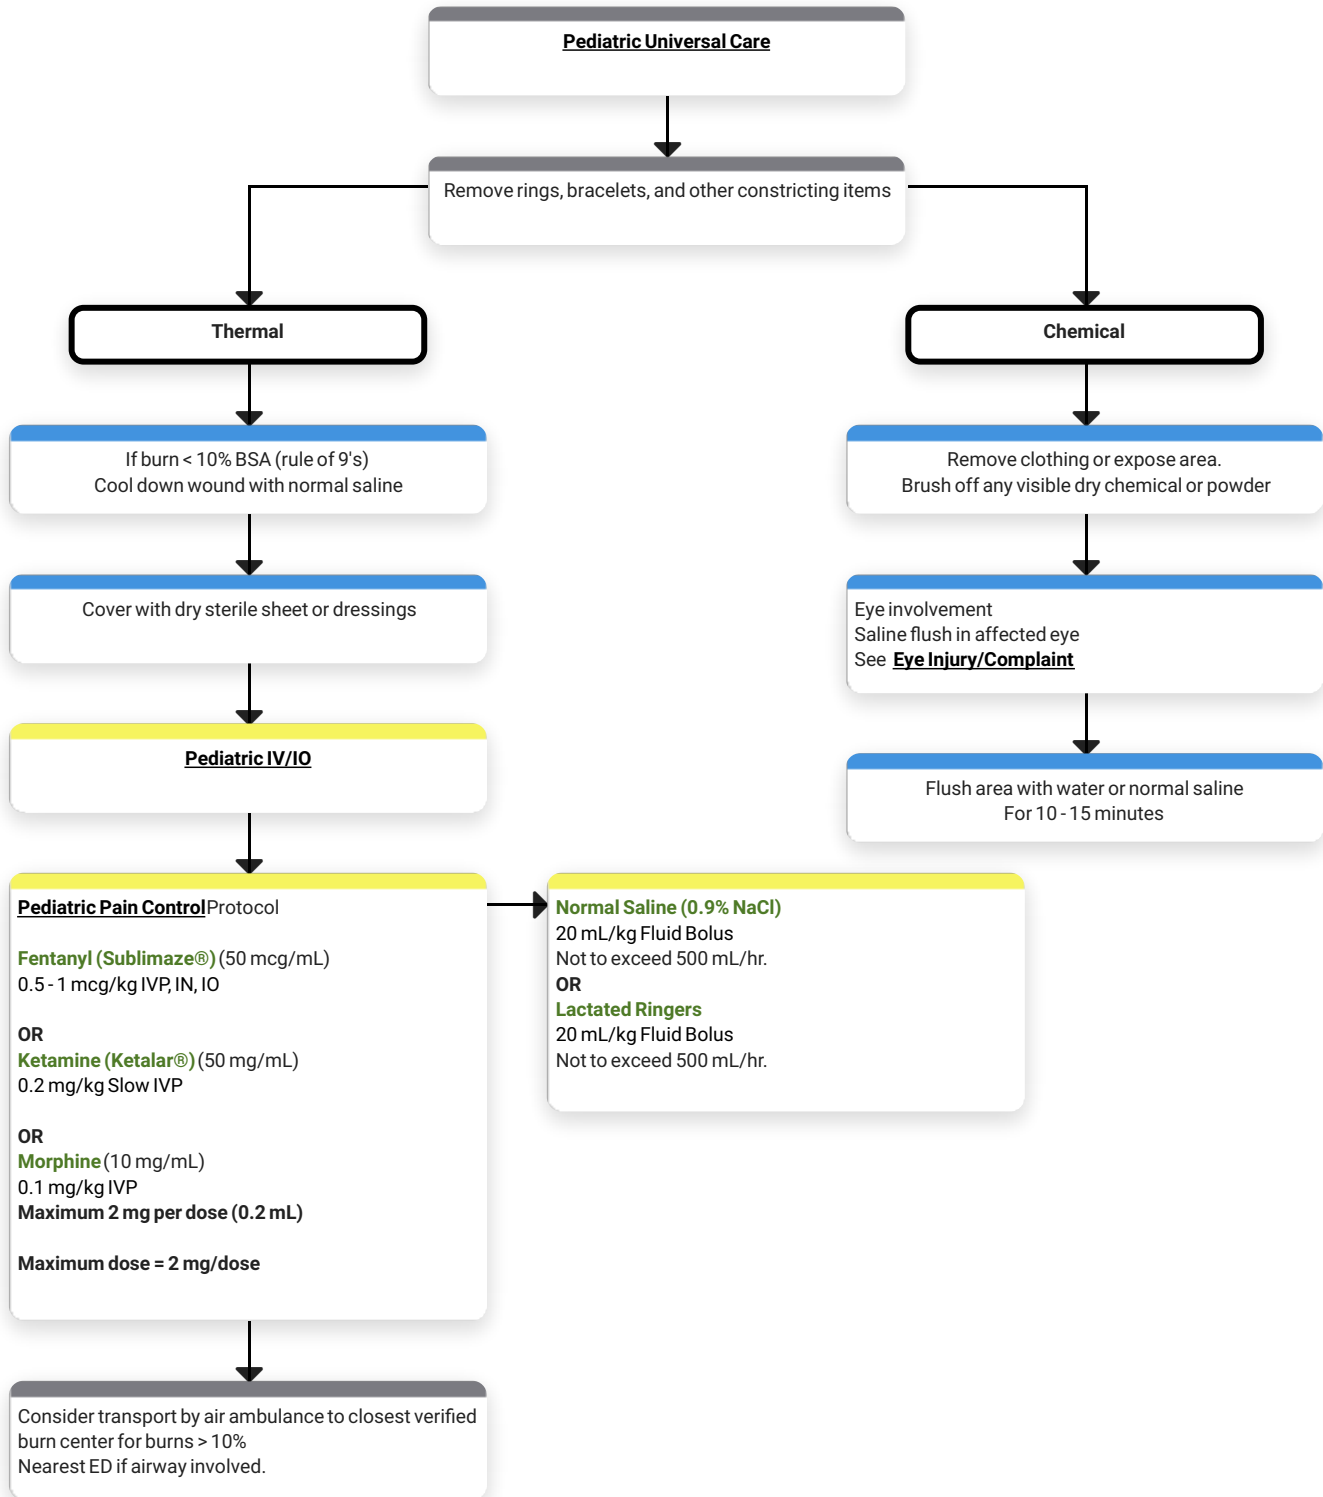 Pediatric Universal Care
Remove rings, bracelets, and other constricting items
Thermal
Chemical
If burn < 10% BSA (rule of 9's)
Cool down wound with normal saline
Remove clothing or expose area.
Brush off any visible dry chemical or powder
Cover with dry sterile sheet or dressings
Eye involvement
Saline flush in affected eye
See Eye Injury/Complaint
Pediatric IV/IO
Flush area with water or normal saline
For 10 - 15 minutes
Pediatric Pain Control Protocol
Fentanyl (Sublimaze®) (50 mcg/mL)
0.5 - 1 mcg/kg IVP, IN, IO
OR
Ketamine (Ketalar®) (50 mg/mL)
0.2 mg/kg Slow IVP
OR
Morphine (10 mg/mL)
0.1 mg/kg IVP
Maximum 2 mg per dose (0.2 mL)
Maximum dose = 2 mg/dose
Normal Saline (0.9% NaCl)
20 mL/kg Fluid Bolus
Not to exceed 500 mL/hr.
OR
Lactated Ringers
20 mL/kg Fluid Bolus
Not to exceed 500 mL/hr.
Consider transport by air ambulance to closest verified
burn center for burns > 10%
Nearest ED if airway involved.